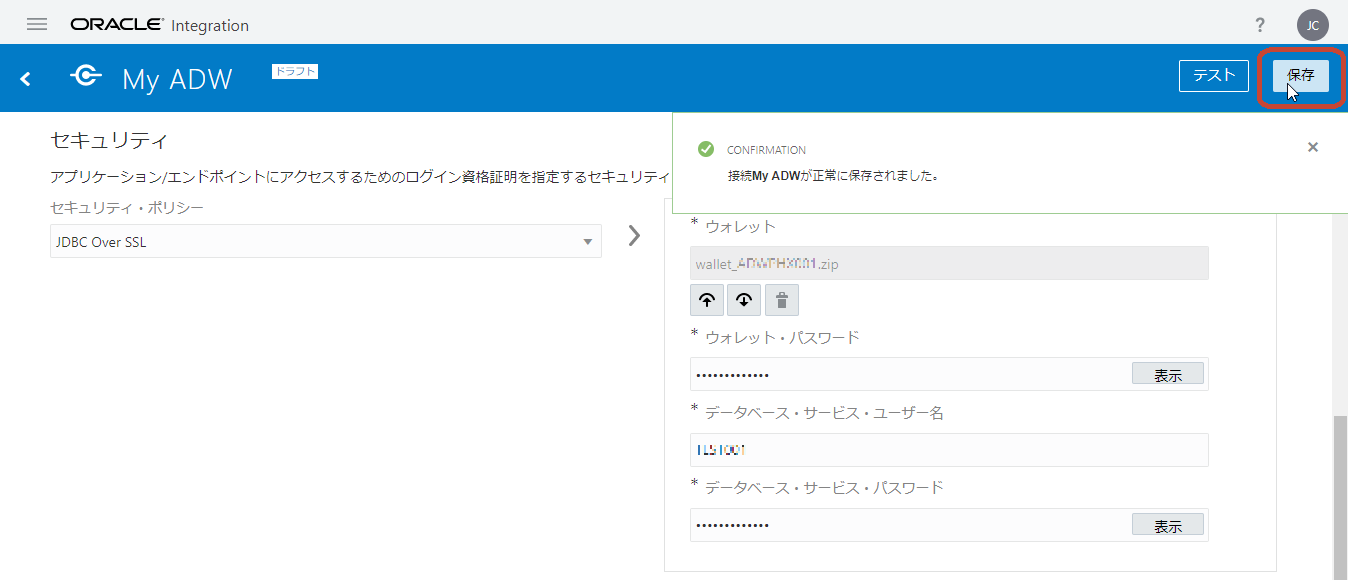 ORACLE Integration
?
JC
My ADW
ドラフト
テスト
保存
セキュリティ
アプリケーション/エンドポイントにアクセスするためのログイン資格証明を指定するセキュリティ
セキュリティ・ポリシー
JDBC Over SSL
CONFIRMATION
接続My ADWが正常に保存されました。
* ウォレット
wallet_.zip
* ウォレット・パスワード
•••••••••••••
表示
* データベース・サービス・ユーザー名
* データベース・サービス・パスワード
•••••••••••••
表示